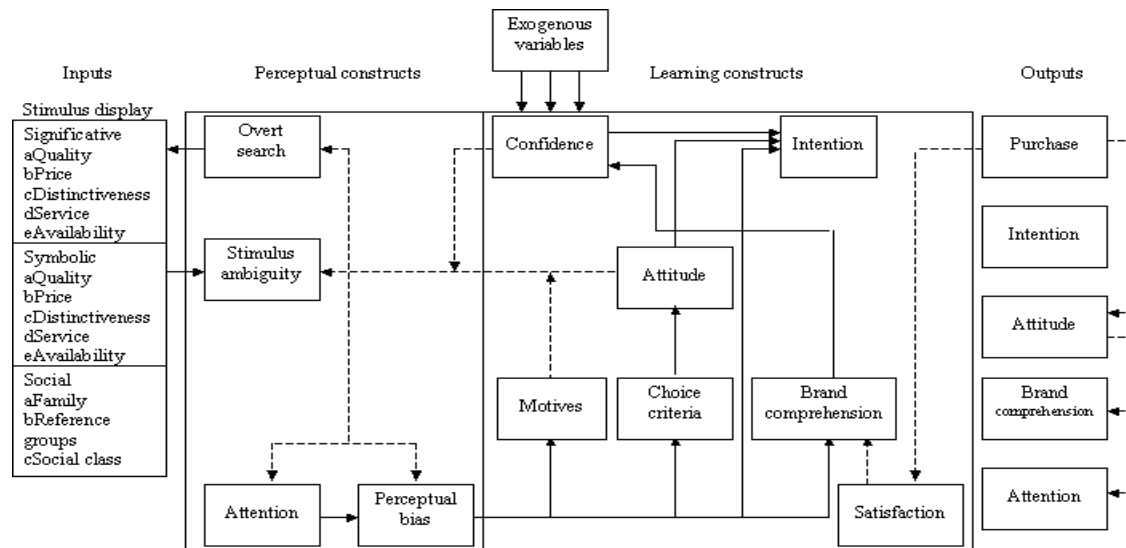 Exogenous
variables
Inputs
Perceptual constructs
Learning constructs
Outputs
Stimulus display
Significative
aQuality
bPrice
cDistinctiveness
dService
eAvailability
Symbolic
aQuality
bPrice
cDistinctiveness
dService
eAvailability
Social
aFamily
bReference
groups
cSocial class
Overt
search
Stimulus
ambiguity
Attention
Perceptual
bias
Confidence
Intention
Attitude
Motives
Choice
criteria
Brand
comprehension
Satisfaction
Purchase
Intention
Attitude
Brand
comprehension
Attention